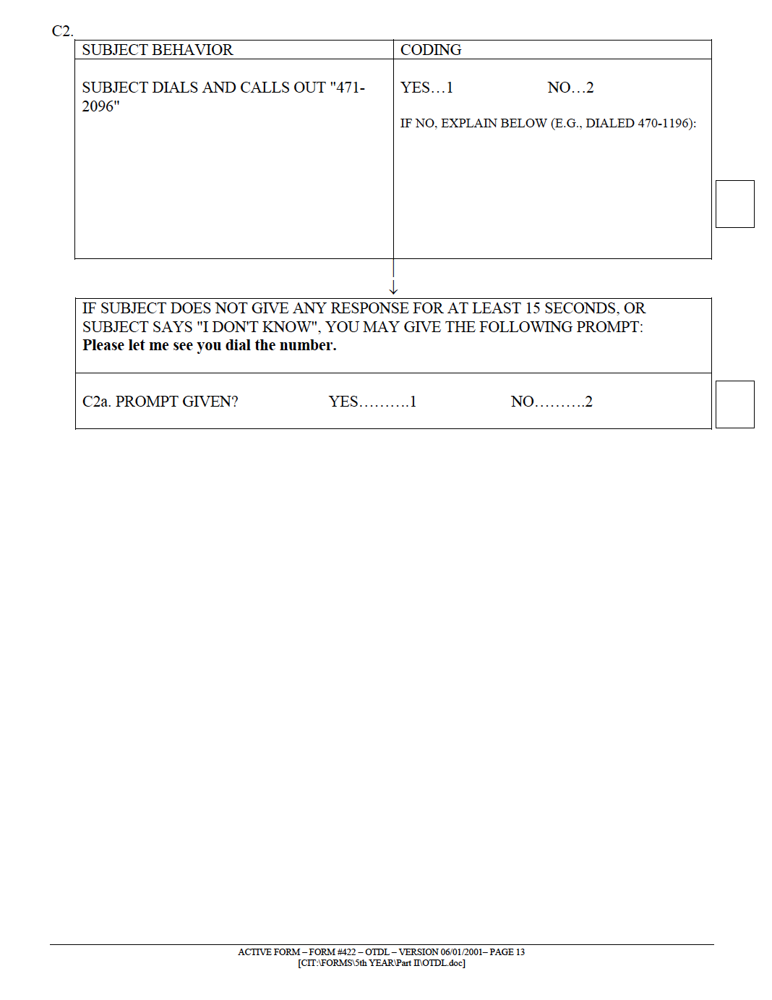 C2.
SUBJECT BEHAVIOR
CODING
SUBJECT DIALS AND CALLS OUT "471-
2096"
YES…1 NO…2
IF NO, EXPLAIN BELOW (E.G., DIALED 470-1196):
IF SUBJECT DOES NOT GIVE ANY RESPONSE FOR AT LEAST 15 SECONDS, OR
SUBJECT SAYS "I DON'T KNOW", YOU MAY GIVE THE FOLLOWING PROMPT:
Please let me see you dial the number.
C2a. PROMPT GIVEN? YES……….1 NO……….2
ACTIVE FORM – FORM #422 – OTDL – VERSION 06/01/2001– PAGE 13
[CIT:\FORMS\5th YEAR\Part II\OTDL.doc]